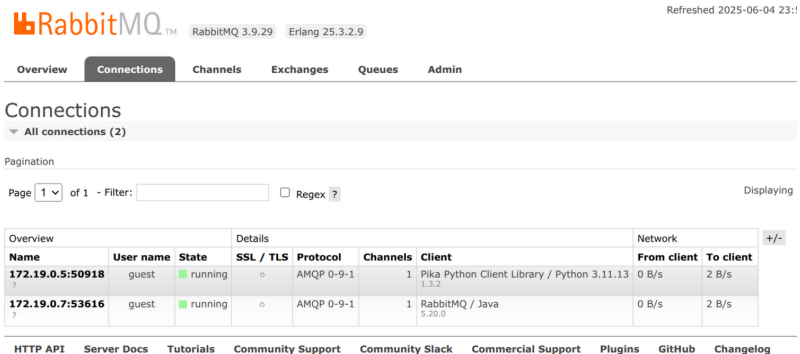 Refreshed 2025-06-04 23:5
RabbitMQ TM RabbitMQ 3.9.29 Erlang 25.3.2.9
Overview Connections Channels Exchanges Queues Admin
Connections
All connections (2)
Pagination
Page 1 of 1 - Filter: Regex ? Displaying
Overview Details Network +/-
Name User name State SSL / TLS Protocol Channels Client From client To client
172.19.0.5:50918 guest running ○ AMQP 0-9-1 1 Pika Python Client Library / Python 3.11.13 0 B/s 2 B/s
? 1.3.2
172.19.0.7:53616 guest running ○ AMQP 0-9-1 1 RabbitMQ / Java 0 B/s 2 B/s
? 5.20.0
HTTP API Server Docs Tutorials Community Support Community Slack Commercial Support Plugins GitHub Changelog